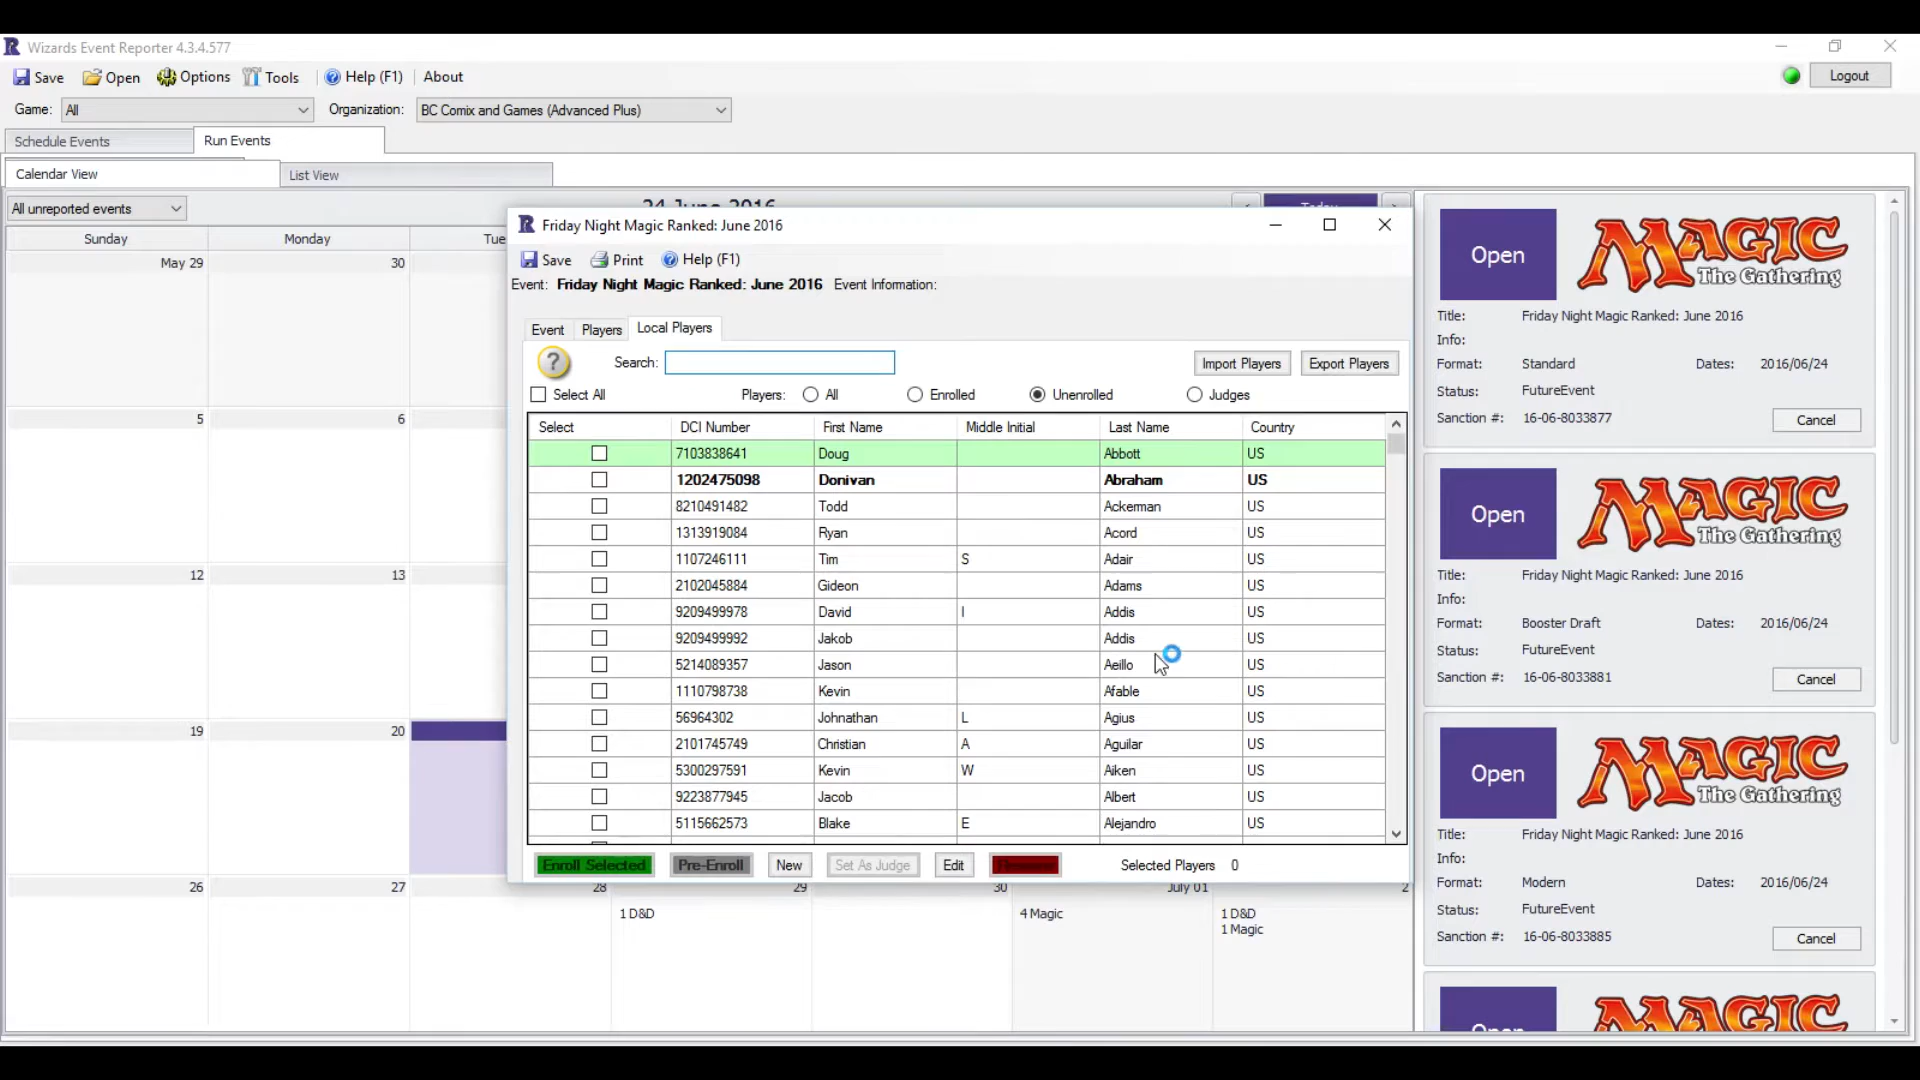 Wizards Event Reporter 4.3.4.577
Save Open Options Tools Help (F1) About Logout
Game: All Organization: BC Comix and Games (Advanced Plus)
Schedule Events Run Events
Calendar View List View
All unreported events 24 June 2016 Today
Sunday Monday Tue
May 29 30
5 6
12 13
19 20
26 27 28 29 30 July 01 2
1 D&D 4 Magic 1 D&D
1 Magic
Friday Night Magic Ranked: June 2016
Save Print Help (F1)
Event: Friday Night Magic Ranked: June 2016 Event Information:
Event Players Local Players
? Search: Import Players Export Players
Select All Players: All Enrolled Unenrolled Judges
Select DCI Number First Name Middle Initial Last Name Country
7103838641 Doug Abbott US
1202475098 Donivan Abraham US
8210491482 Todd Ackerman US
1313919084 Ryan Acord US
1107246111 Tim S Adair US
2102045884 Gideon Adams US
9209499978 David I Addis US
9209499992 Jakob Addis US
5214089357 Jason Aeillo US
1110798738 Kevin Afable US
56964302 Johnathan L Agius US
2101745749 Christian A Aguilar US
5300297591 Kevin W Aiken US
9223877945 Jacob Albert US
5115662573 Blake E Alejandro US
Enroll Selected Pre-Enroll New Set As Judge Edit Selected Players 0
Open MAGIC The Gathering
Title: Friday Night Magic Ranked: June 2016
Info:
Format: Standard Dates: 2016/06/24
Status: FutureEvent
Sanction #: 16-06-8033877 Cancel
Open MAGIC The Gathering
Title: Friday Night Magic Ranked: June 2016
Info:
Format: Booster Draft Dates: 2016/06/24
Status: FutureEvent
Sanction #: 16-06-8033881 Cancel
Open MAGIC The Gathering
Title: Friday Night Magic Ranked: June 2016
Info:
Format: Modern Dates: 2016/06/24
Status: FutureEvent
Sanction #: 16-06-8033885 Cancel
Open MAGIC